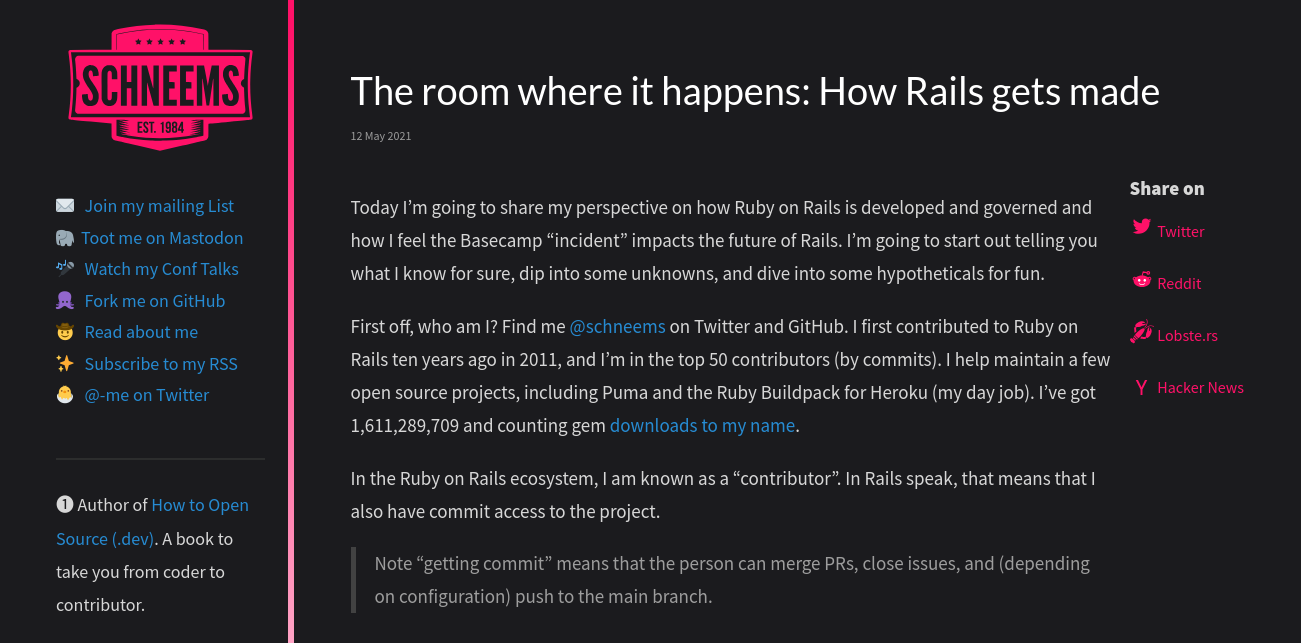 SCHNEEMS
EST. 1984
Join my mailing List
Toot me on Mastodon
Watch my Conf Talks
Fork me on GitHub
Read about me
Subscribe to my RSS
@-me on Twitter
1 Author of How to Open
Source (.dev). A book to
take you from coder to
contributor.
The room where it happens: How Rails gets made
12 May 2021
Today I’m going to share my perspective on how Ruby on Rails is developed and governed and
how I feel the Basecamp “incident” impacts the future of Rails. I’m going to start out telling you
what I know for sure, dip into some unknowns, and dive into some hypotheticals for fun.
First off, who am I? Find me @schneems on Twitter and GitHub. I first contributed to Ruby on
Rails ten years ago in 2011, and I’m in the top 50 contributors (by commits). I help maintain a few
open source projects, including Puma and the Ruby Buildpack for Heroku (my day job). I’ve got
1,611,289,709 and counting gem downloads to my name.
In the Ruby on Rails ecosystem, I am known as a “contributor”. In Rails speak, that means that I
also have commit access to the project.
Note “getting commit” means that the person can merge PRs, close issues, and (depending
on configuration) push to the main branch.
Share on
Twitter
Reddit
Lobste.rs
Y Hacker News